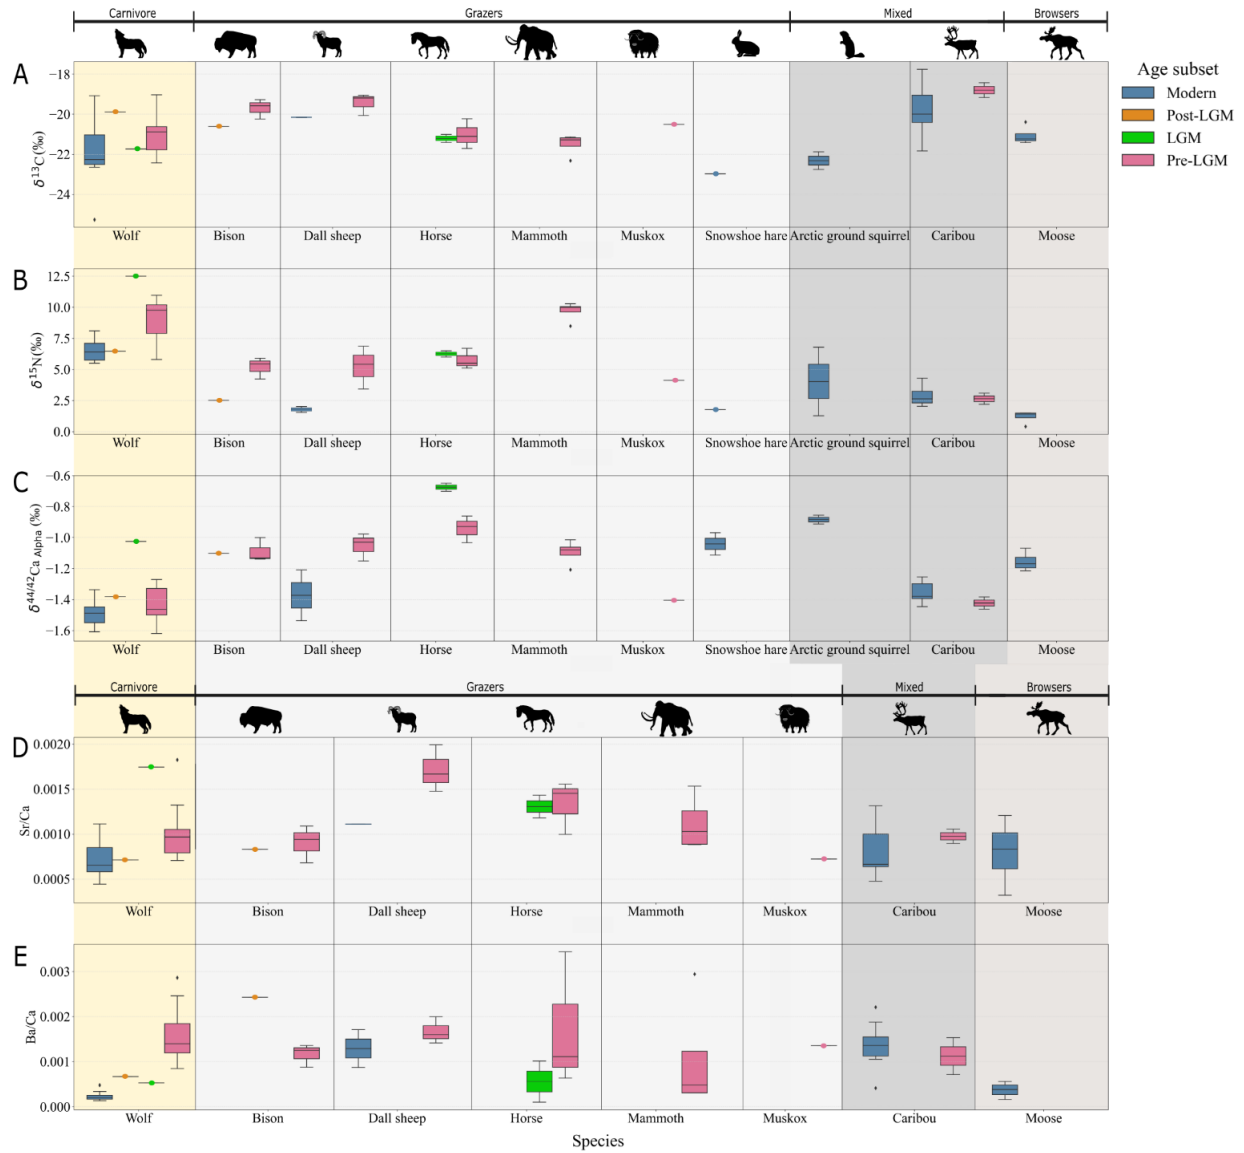 Carnivore Grazers Mixed Browsers
A
Age subset
Modern
Post-LGM
LGM
Pre-LGM
δ¹³C(‰)
−18
−20
−22
−24
Wolf Bison Dall sheep Horse Mammoth Muskox Snowshoe hare Arctic ground squirrel Caribou Moose
B
δ¹⁵N(‰)
12.5
10.0
7.5
5.0
2.5
0.0
Wolf Bison Dall sheep Horse Mammoth Muskox Snowshoe hare Arctic ground squirrel Caribou Moose
C
δ⁴⁴/⁴²Ca Alpha (‰)
−0.6
−0.8
−1.0
−1.2
−1.4
−1.6
Wolf Bison Dall sheep Horse Mammoth Muskox Snowshoe hare Arctic ground squirrel Caribou Moose
Carnivore Grazers Mixed Browsers
D
Sr/Ca
0.0020
0.0015
0.0010
0.0005
Wolf Bison Dall sheep Horse Mammoth Muskox Caribou Moose
E
Ba/Ca
0.003
0.002
0.001
0.000
Wolf Bison Dall sheep Horse Mammoth Muskox Caribou Moose
Species